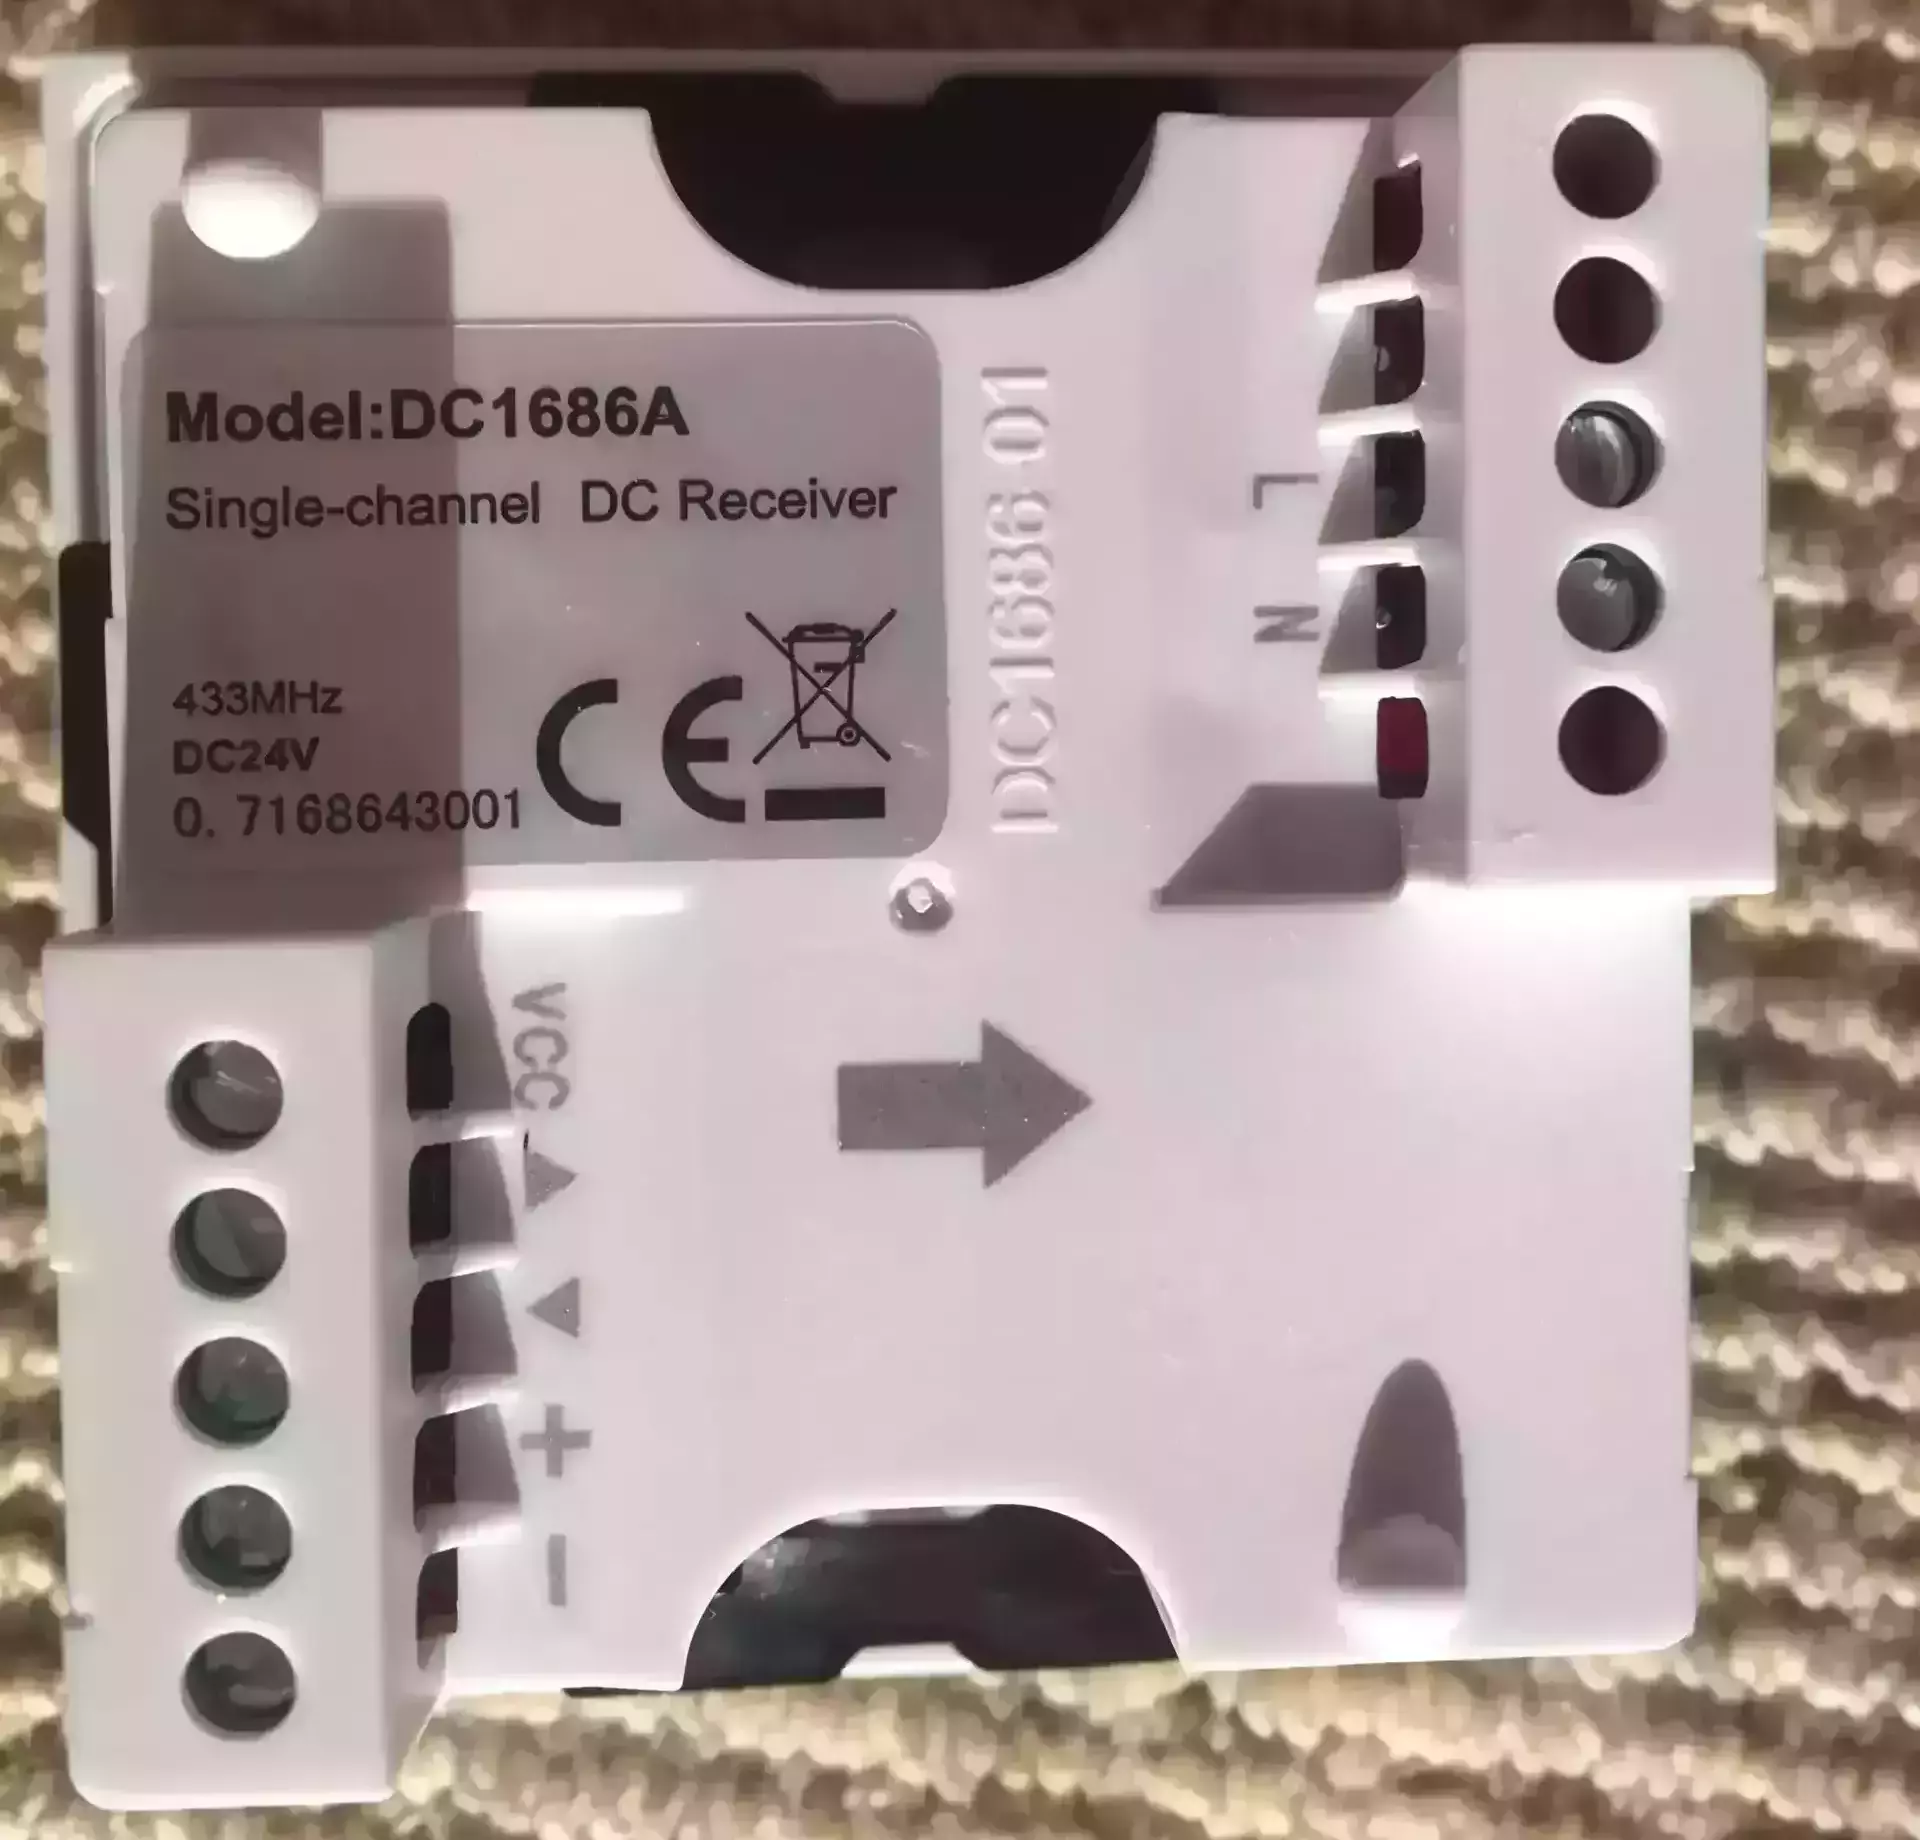 Model:DC1686A
Single-channel DC Receiver
433MHz
DC24V
0. 7168643001
CE
DC1686 01
L
N
VCC
+
-